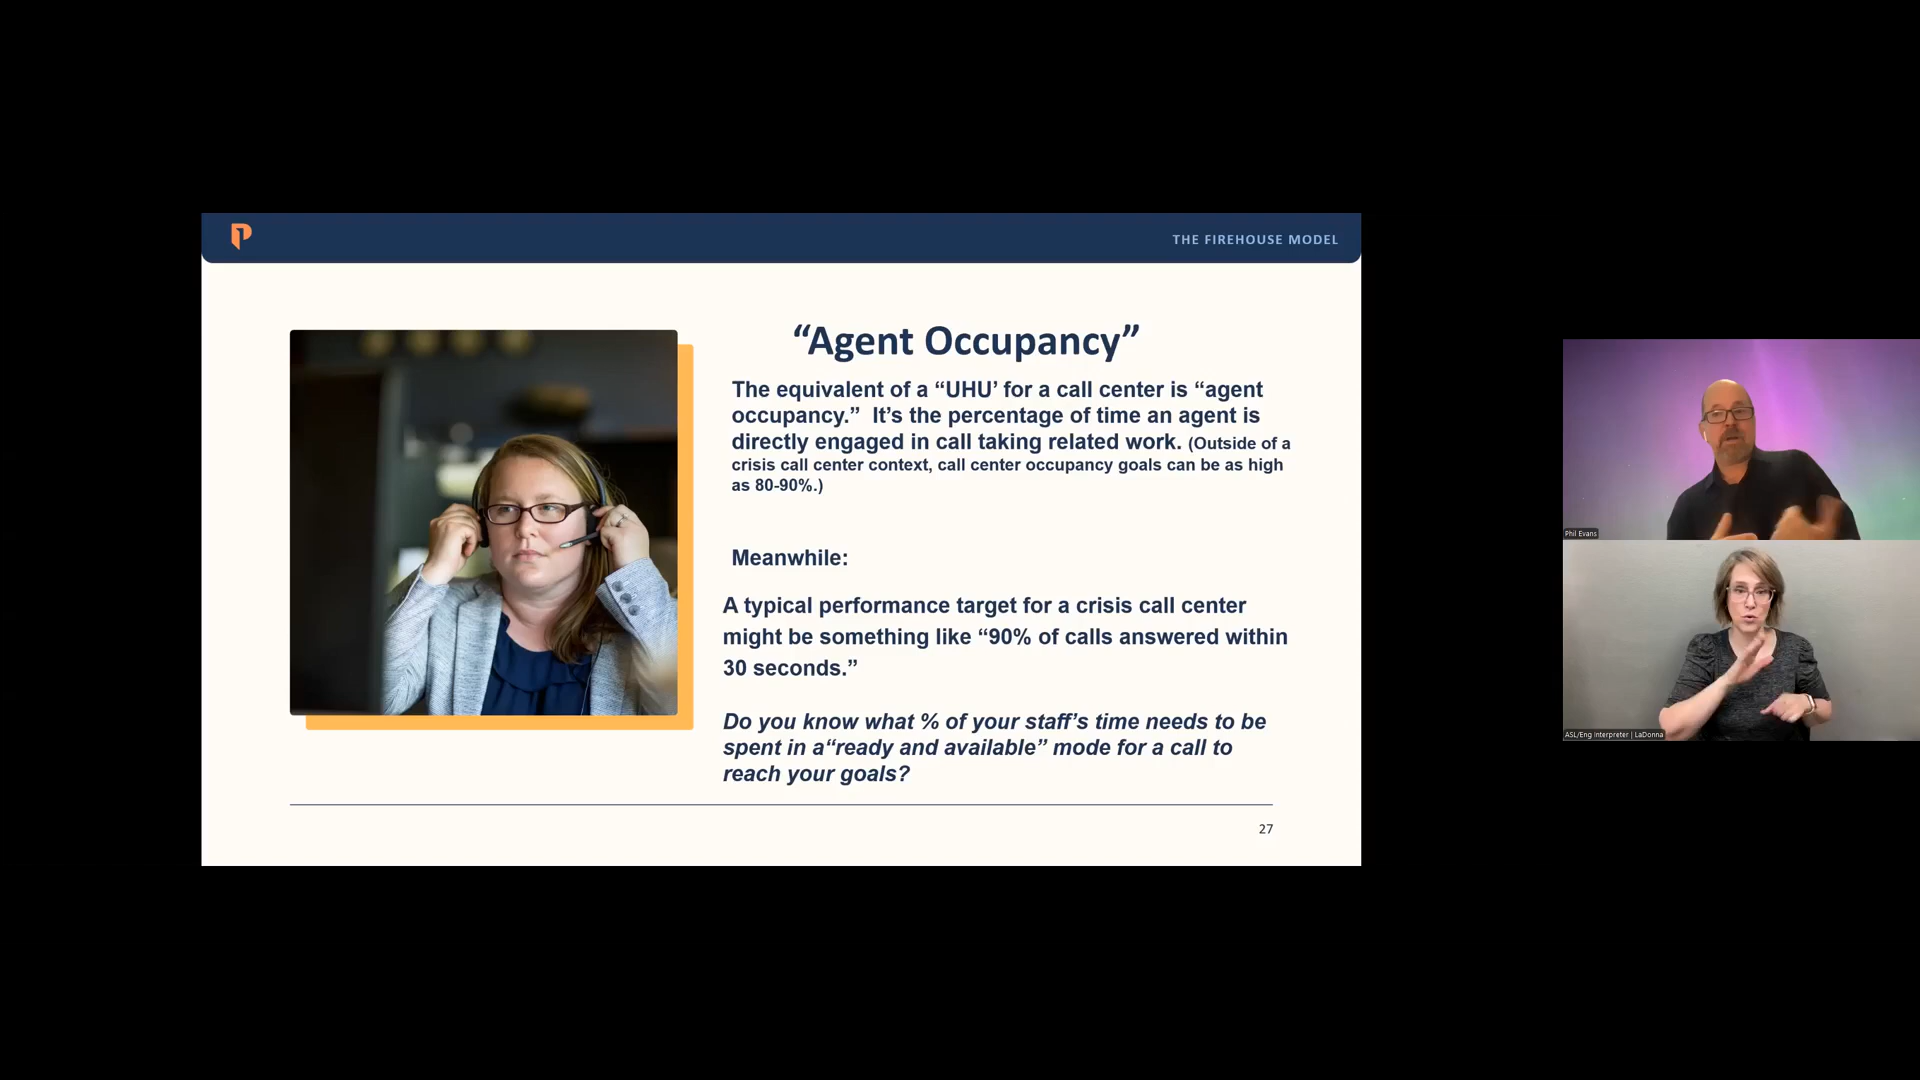 THE FIREHOUSE MODEL
“Agent Occupancy”
The equivalent of a “UHU’ for a call center is “agent
occupancy.”  It’s the percentage of time an agent is
directly engaged in call taking related work. (Outside of a
crisis call center context, call center occupancy goals can be as high
as 80-90%.)
Meanwhile:
A typical performance target for a crisis call center
might be something like “90% of calls answered within
30 seconds.”
Do you know what % of your staff’s time needs to be
spent in a“ready and available” mode for a call to
reach your goals?
27
Phil Evans
ASL/Eng Interpreter | LaDonna